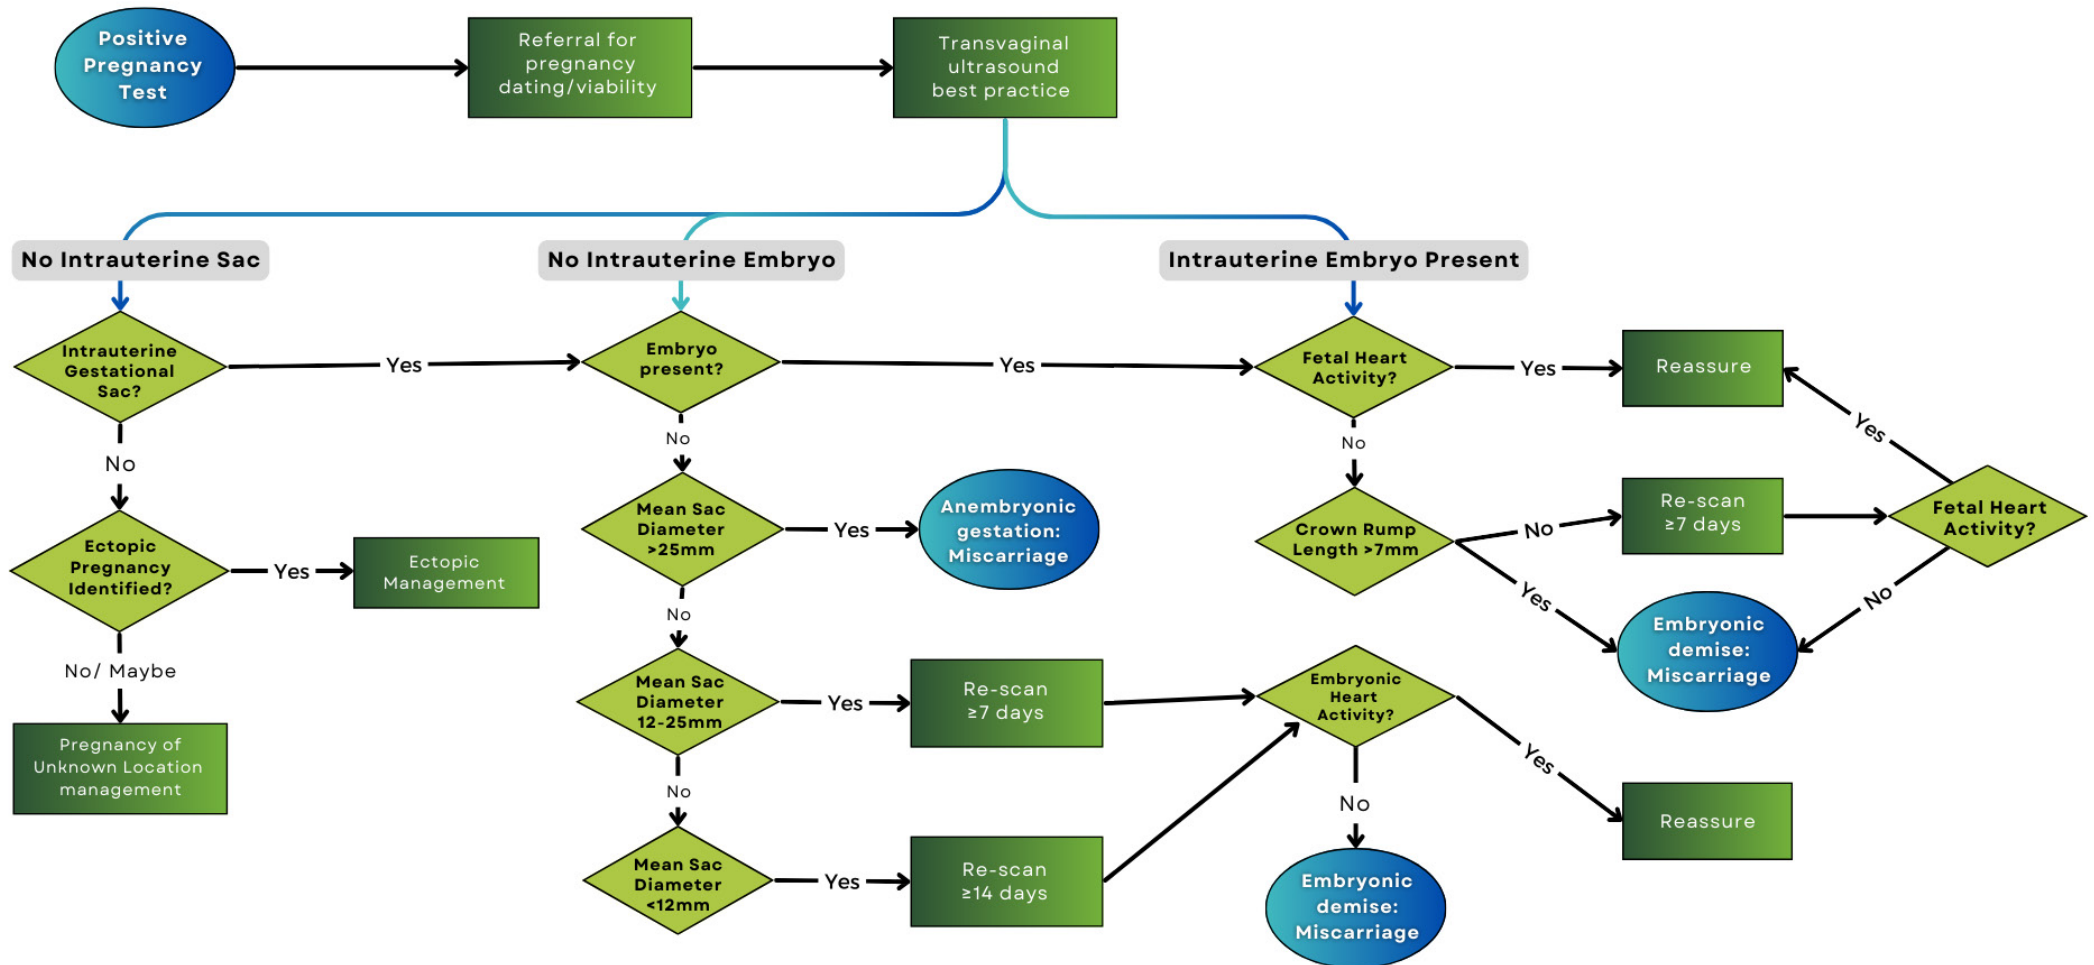 Positive
Pregnancy
Test
Referral for
pregnancy
dating/viability
Transvaginal
ultrasound
best practice
No Intrauterine Sac
No Intrauterine Embryo
Intrauterine Embryo Present
Intrauterine
Gestational
Sac?
Yes
Embryo
present?
Yes
Fetal Heart
Activity?
Yes
Reassure
No
No
No
Yes
Ectopic
Pregnancy
Identified?
Yes
Ectopic
Management
Mean Sac
Diameter
>25mm
Yes
Anembryonic
gestation:
Miscarriage
Crown Rump
Length >7mm
No
Re-scan
≥7 days
Fetal Heart
Activity?
Yes
No
Embryonic
demise:
Miscarriage
No/ Maybe
Pregnancy of
Unknown Location
management
No
Mean Sac
Diameter
12-25mm
Yes
Re-scan
≥7 days
Embryonic
Heart
Activity?
Yes
Reassure
No
No
Mean Sac
Diameter
<12mm
Yes
Re-scan
≥14 days
Embryonic
demise:
Miscarriage